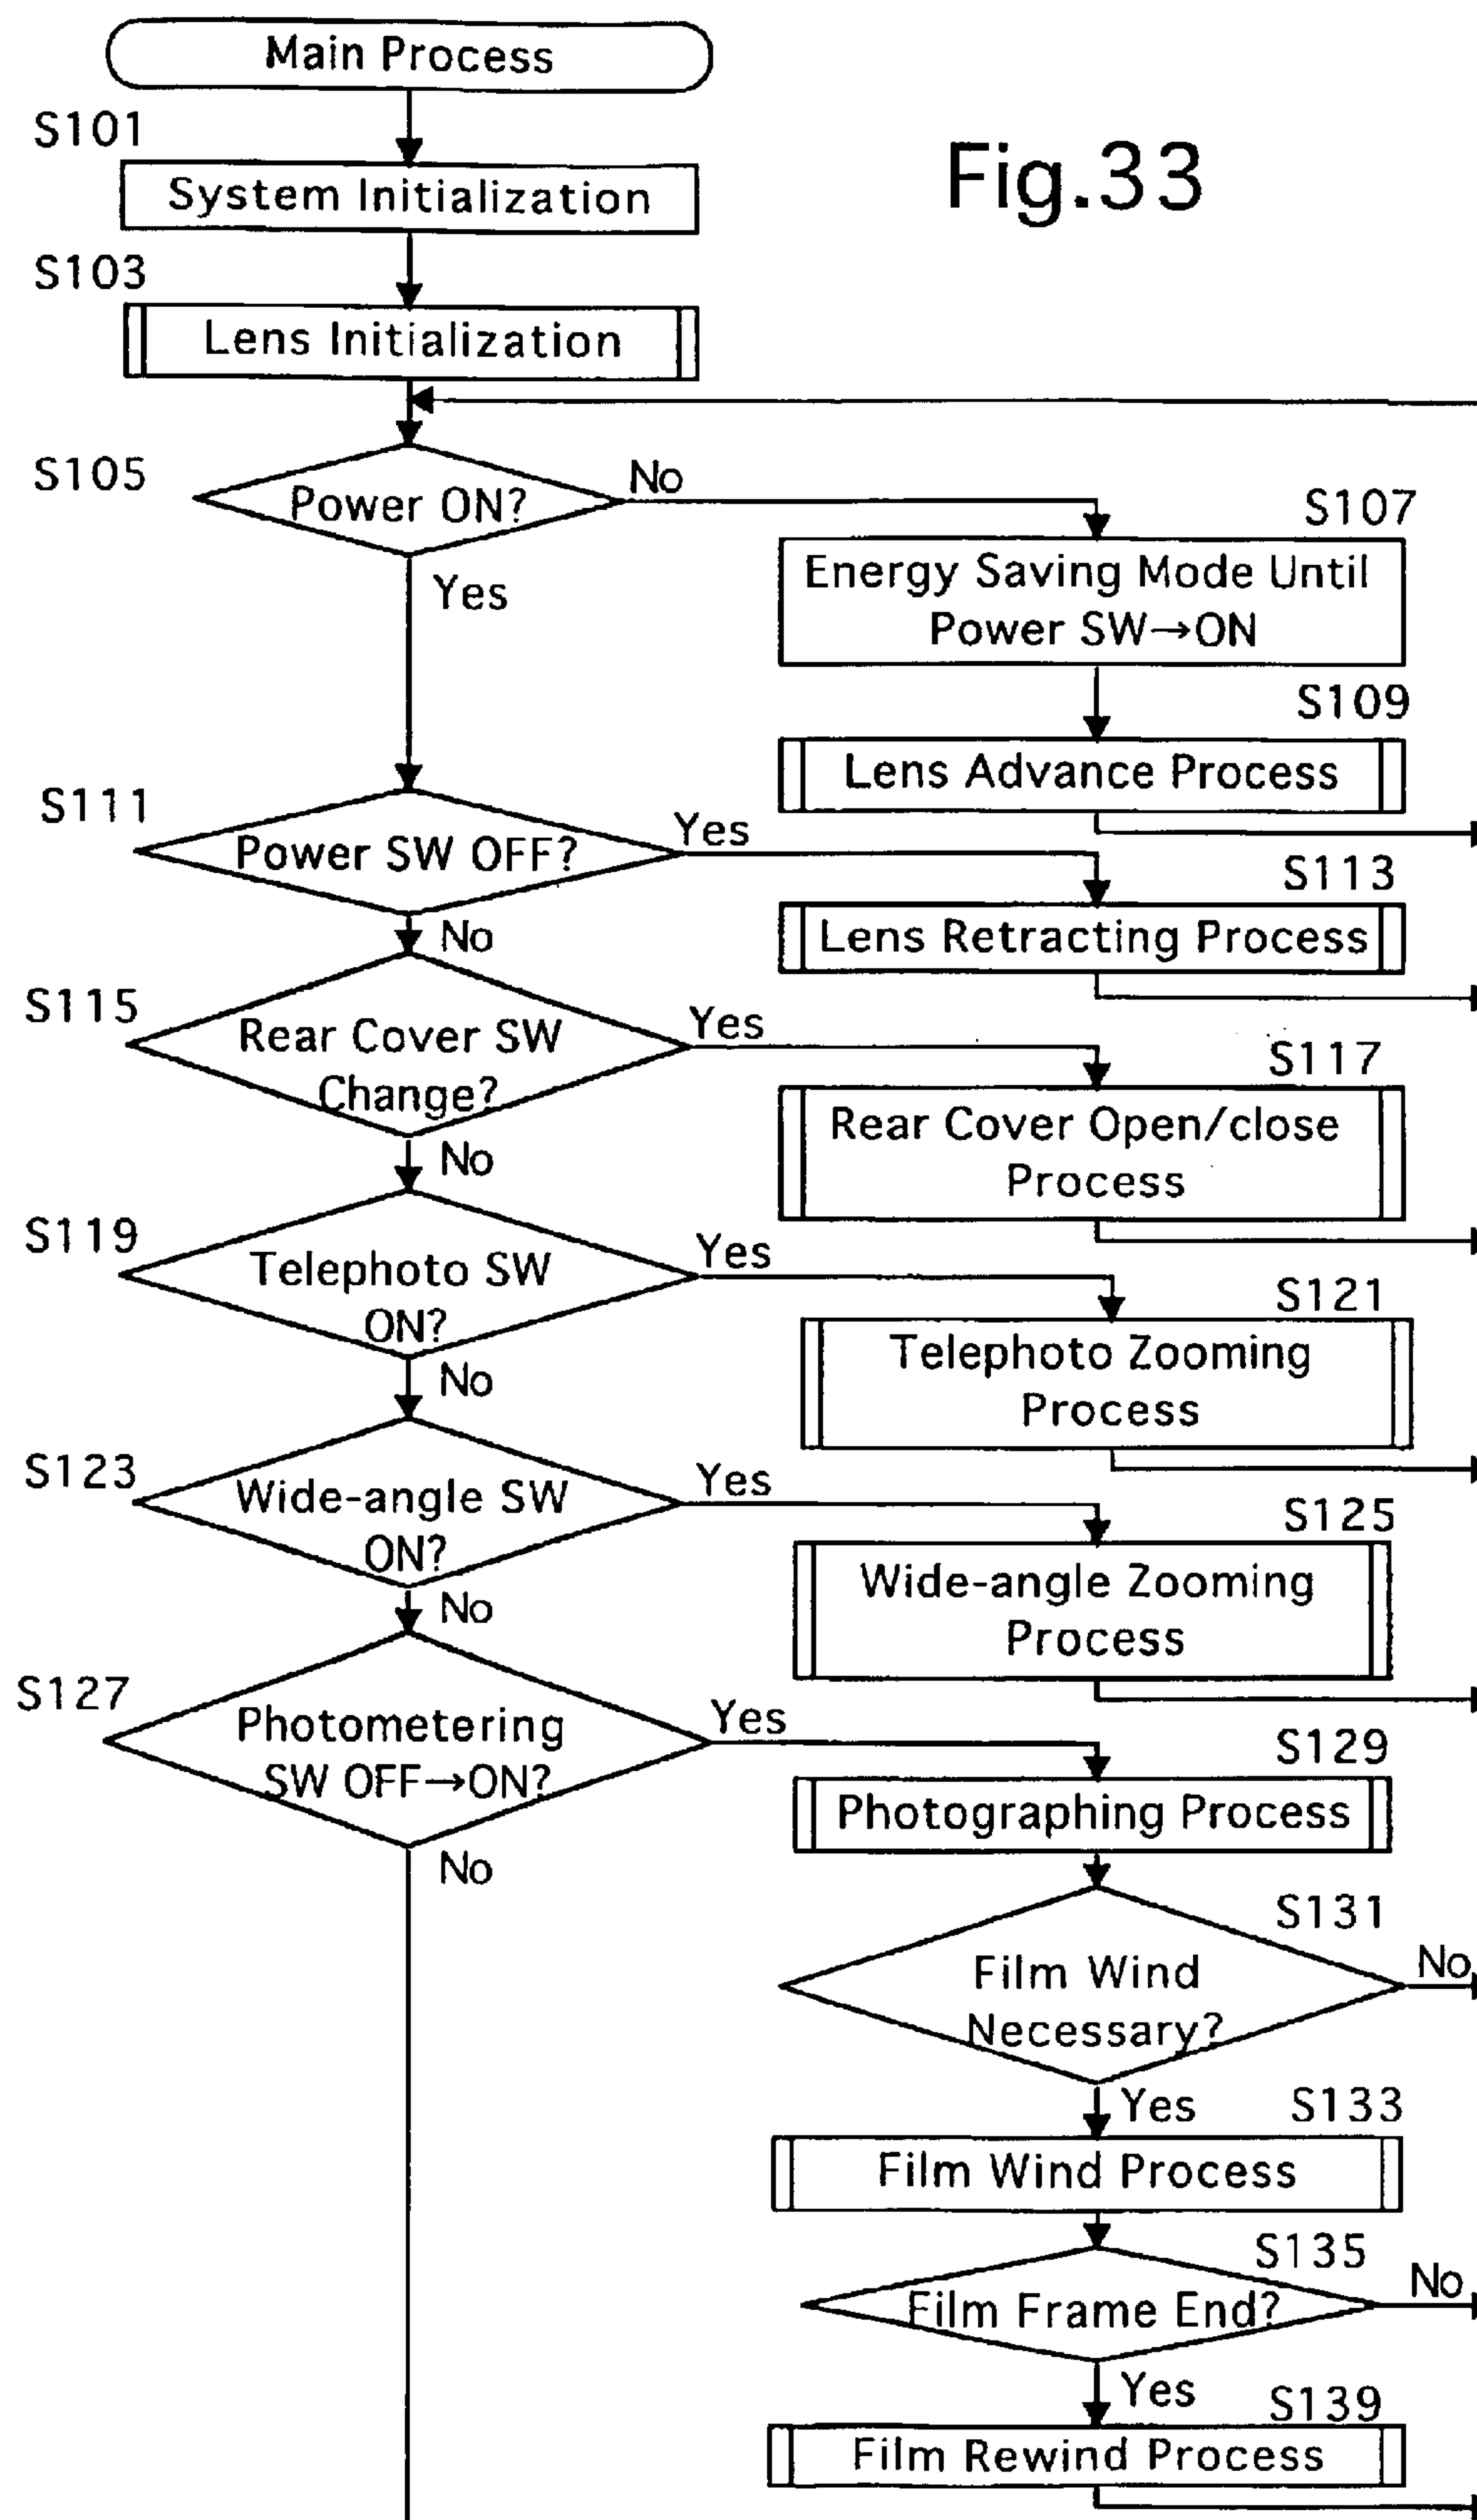 Main Process
Fig.33
S101
System Initialization
S103
Lens Initialization
S105
Power ON?
No
Yes
S107
Energy Saving Mode Until
Power SW→ON
S109
Lens Advance Process
S111
Power SW OFF?
Yes
No
S113
Lens Retracting Process
S115
Rear Cover SW
Change?
Yes
No
S117
Rear Cover Open/close
Process
S119
Telephoto SW
ON?
Yes
No
S121
Telephoto Zooming
Process
S123
Wide-angle SW
ON?
Yes
No
S125
Wide-angle Zooming
Process
S127
Photometering
SW OFF→ON?
Yes
No
S129
Photographing Process
S131
Film Wind
Necessary?
No
Yes
S133
Film Wind Process
S135
Film Frame End?
No
Yes
S139
Film Rewind Process